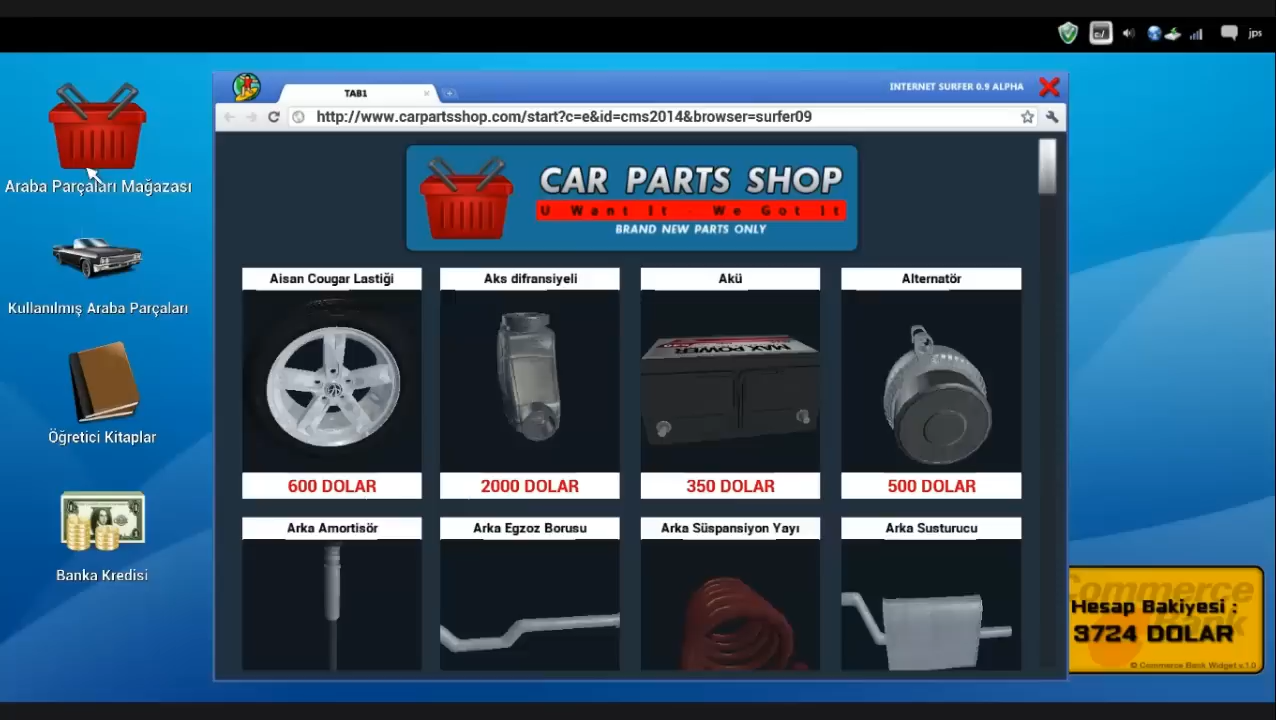 jps
TAB1
INTERNET SURFER 0.9 ALPHA
http://www.carpartsshop.com/start?c=e&id=cms2014&browser=surfer09
CAR PARTS SHOP
U Want It We Got It
BRAND NEW PARTS ONLY
Araba Parçaları Mağazası
Kullanılmış Araba Parçaları
Öğretici Kitaplar
Banka Kredisi
Aisan Cougar Lastiği
Aks difransiyeli
Akü
Alternatör
MAX POWER
600 DOLAR
2000 DOLAR
350 DOLAR
500 DOLAR
Arka Amortisör
Arka Egzoz Borusu
Arka Süspansiyon Yayı
Arka Susturucu
Commerce Bank
Hesap Bakiyesi :
3724 DOLAR
© Commerce Bank Widget v.1.0